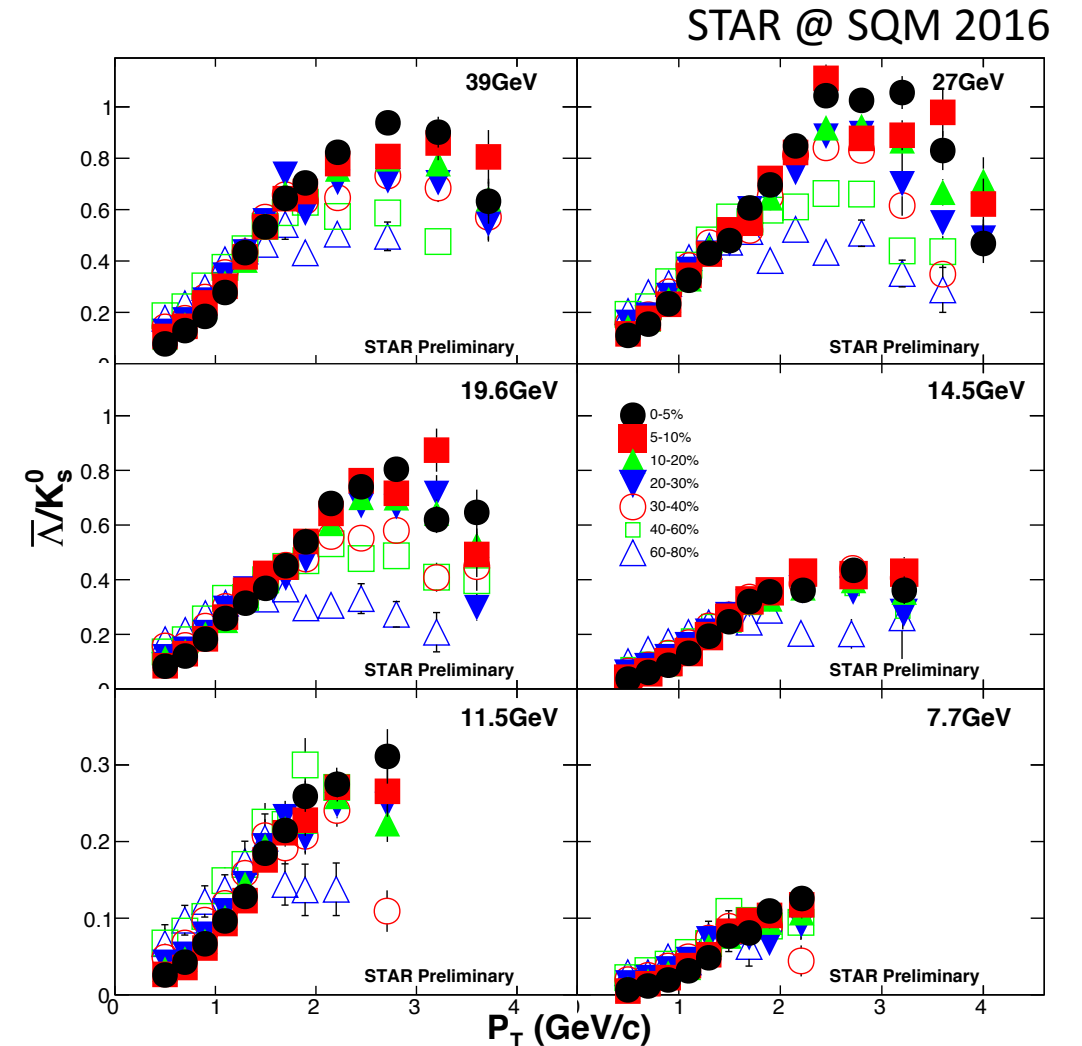 STAR @ SQM 2016
39GeV
27GeV
1
0.8
0.6
0.4
0.2
0
STAR Preliminary
STAR Preliminary
19.6GeV
14.5GeV
1
0.8
0.6
0.4
0.2
0
0-5%
5-10%
10-20%
20-30%
30-40%
40-60%
60-80%
STAR Preliminary
STAR Preliminary
Λ̅/K⁰ₛ
11.5GeV
7.7GeV
0.3
0.2
0.1
0
STAR Preliminary
STAR Preliminary
0 1 2 3 4 1 2 3 4
P_T (GeV/c)